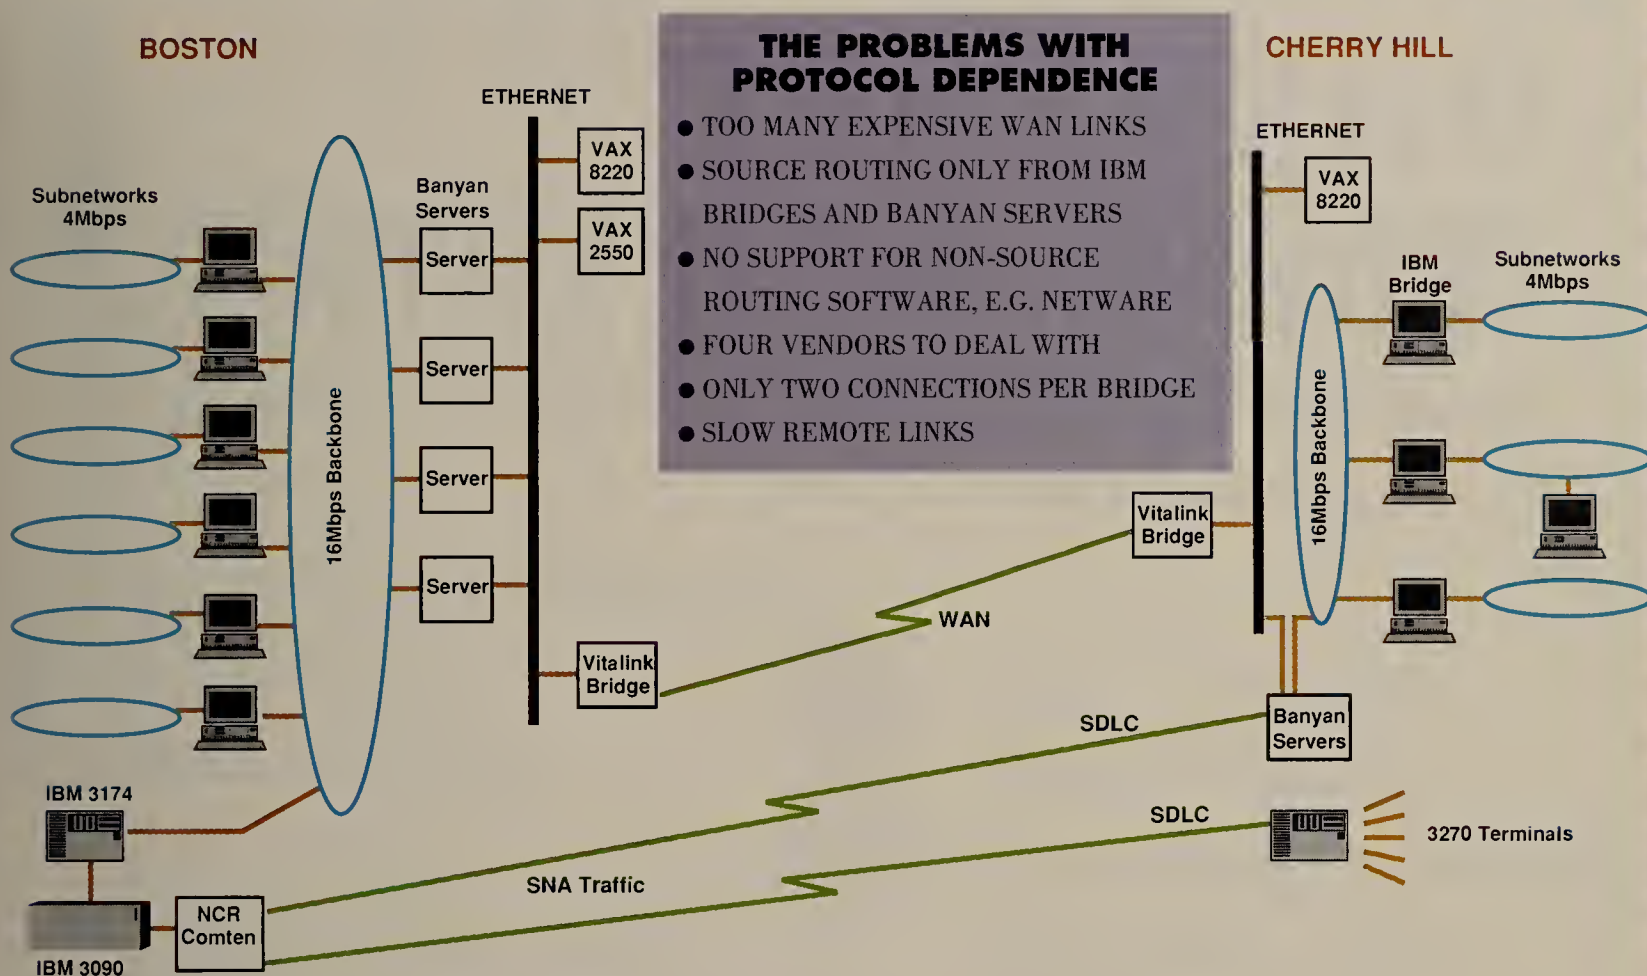 BOSTON
THE PROBLEMS WITH
PROTOCOL DEPENDENCE
● TOO MANY EXPENSIVE WAN LINKS
● SOURCE ROUTING ONLY FROM IBM
BRIDGES AND BANYAN SERVERS
● NO SUPPORT FOR NON-SOURCE
ROUTING SOFTWARE, E.G. NETWARE
● FOUR VENDORS TO DEAL WITH
● ONLY TWO CONNECTIONS PER BRIDGE
● SLOW REMOTE LINKS
CHERRY HILL
Subnetworks
4Mbps
16Mbps Backbone
Banyan
Servers
Server
Server
Server
Server
ETHERNET
VAX
8220
VAX
2550
Vitalink
Bridge
WAN
Vitalink
Bridge
ETHERNET
VAX
8220
16Mbps Backbone
IBM
Bridge
Subnetworks
4Mbps
Banyan
Servers
SDLC
SDLC
3270 Terminals
IBM 3174
IBM 3090
NCR
Comten
SNA Traffic